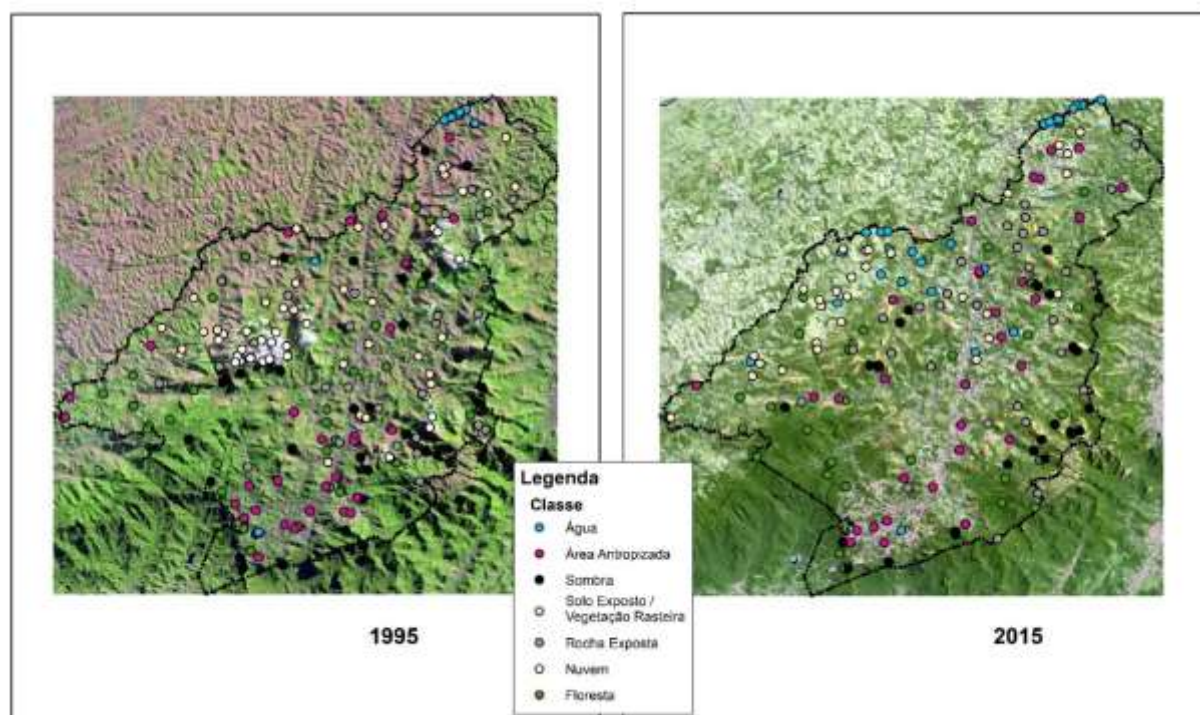 Legenda
Classe
Água
Área Antropizada
Sombra
Solo Exposto /
Vegetação Rasteira
Rocha Exposta
Nuvem
Floresta
1995
2015